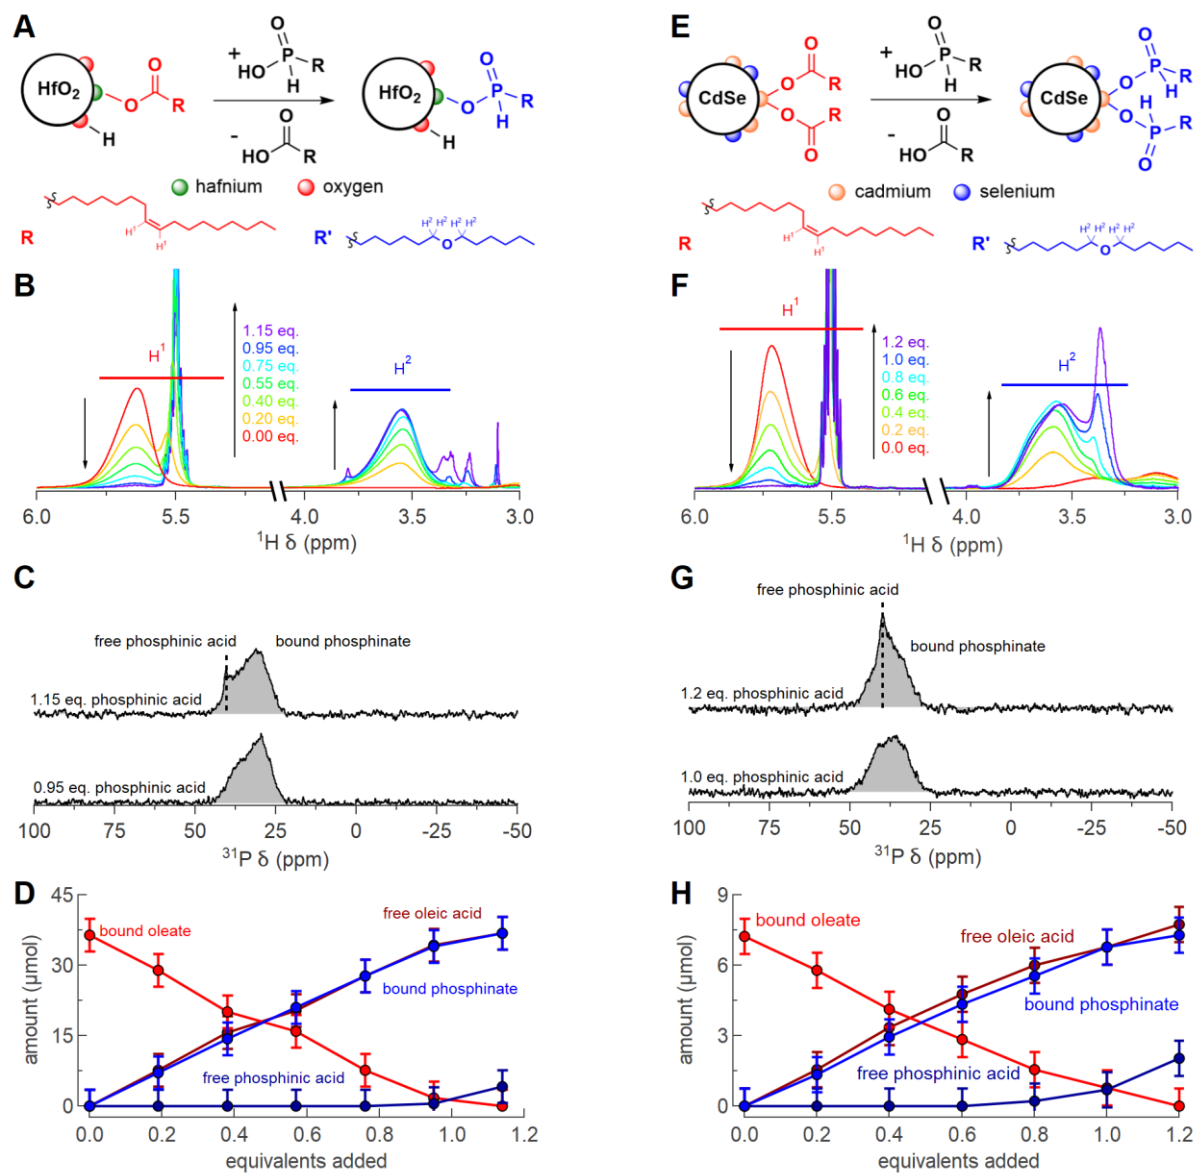 A
O
+
P
HO
R
H
HfO2
O
O
R
H
-
O
HO
R
HfO2
O
O
P
R
H
H
hafnium
oxygen
R
H1
H1
R'
H2 H2 H2 H2
O
B
H1
1.15 eq.
0.95 eq.
0.75 eq.
0.55 eq.
0.40 eq.
0.20 eq.
0.00 eq.
H2
6.0
5.5
4.0
3.5
3.0
1H δ (ppm)
C
free phosphinic acid
bound phosphinate
1.15 eq. phosphinic acid
0.95 eq. phosphinic acid
100
75
50
25
0
-25
-50
31P δ (ppm)
D
45
30
15
0
amount (μmol)
bound oleate
free oleic acid
bound phosphinate
free phosphinic acid
0.0
0.2
0.4
0.6
0.8
1.0
1.2
equivalents added
E
O
+
P
HO
R
H
CdSe
O
O
R
O
O
R
-
O
HO
R
CdSe
O
O
P
H
R
H
O
P
R
O
cadmium
selenium
R
H1
H1
R'
H2 H2 H2 H2
O
F
H1
1.2 eq.
1.0 eq.
0.8 eq.
0.6 eq.
0.4 eq.
0.2 eq.
0.0 eq.
H2
6.0
5.5
4.0
3.5
3.0
1H δ (ppm)
G
free phosphinic acid
bound phosphinate
1.2 eq. phosphinic acid
1.0 eq. phosphinic acid
100
75
50
25
0
-25
-50
31P δ (ppm)
H
9
6
3
0
amount (μmol)
bound oleate
free oleic acid
bound phosphinate
free phosphinic acid
0.0
0.2
0.4
0.6
0.8
1.0
1.2
equivalents added